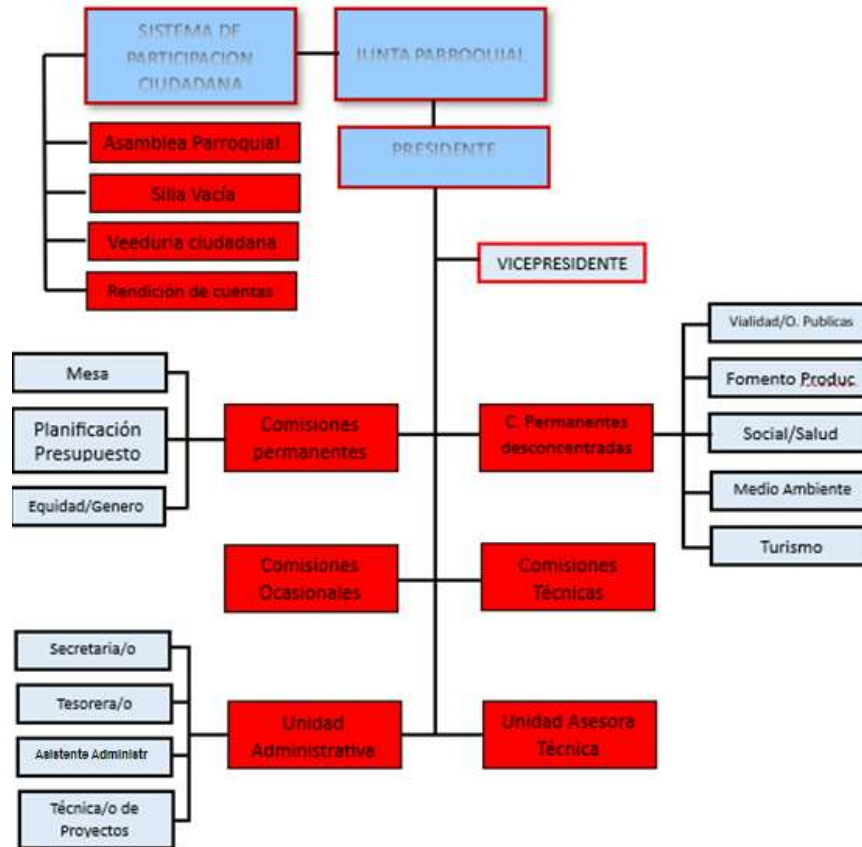 SISTEMA DE
PARTICIPACION
CIUDADANA
JUNTA PARROQUIAL
PRESIDENTE
Asamblea Parroquial
Silla Vacía
Veeduría ciudadana
Rendición de cuentas
VICEPRESIDENTE
Mesa
Planificación
Presupuesto
Equidad/Genero
Comisiones
permanentes
C. Permanentes
desconcentradas
Vialidad/O. Publicas
Fomento Produc
Social/Salud
Medio Ambiente
Turismo
Comisiones
Ocasionales
Comisiones
Técnicas
Secretaria/o
Tesorera/o
Asistente Administr
Técnica/o de
Proyectos
Unidad
Administrativa
Unidad Asesora
Técnica